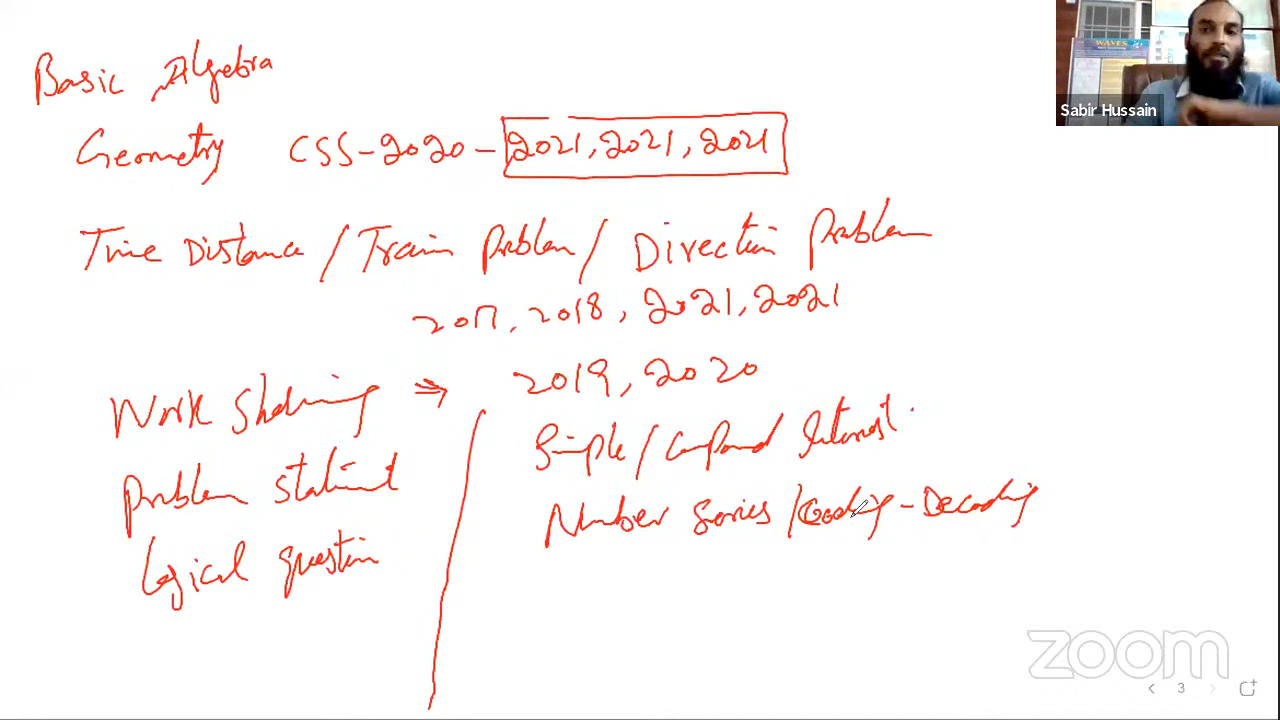 Basic Algebra
Geometry CSS-2020-2021, 2021, 2021
Time Distance / Train Problem / Direction Problem
2017, 2018, 2021, 2021
Work Sharing ⇒ 2019, 2020
Simple / Compound Interest
Problem statement
Number Series / Coding-Decoding
Logical question
WAVES
Sabir Hussain
zoom
3